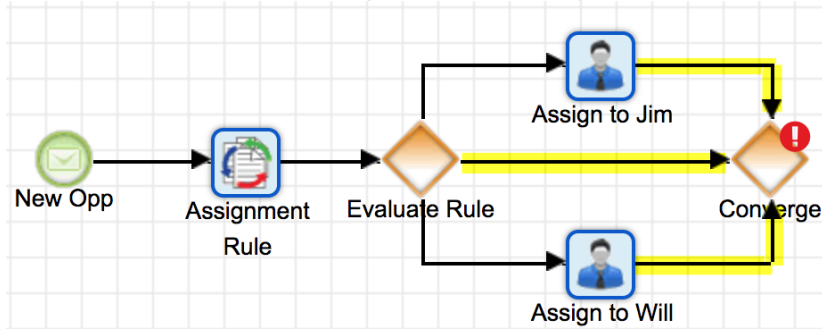 Assign to Jim
New Opp
Assignment
Rule
Evaluate Rule
Converge
Assign to Will